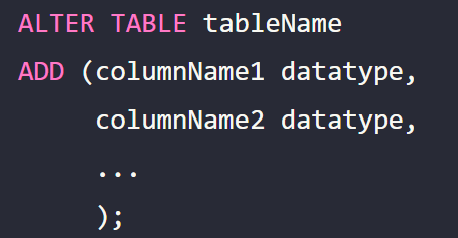 ALTER TABLE tableName
ADD (columnName1 datatype,
columnName2 datatype,
...
);